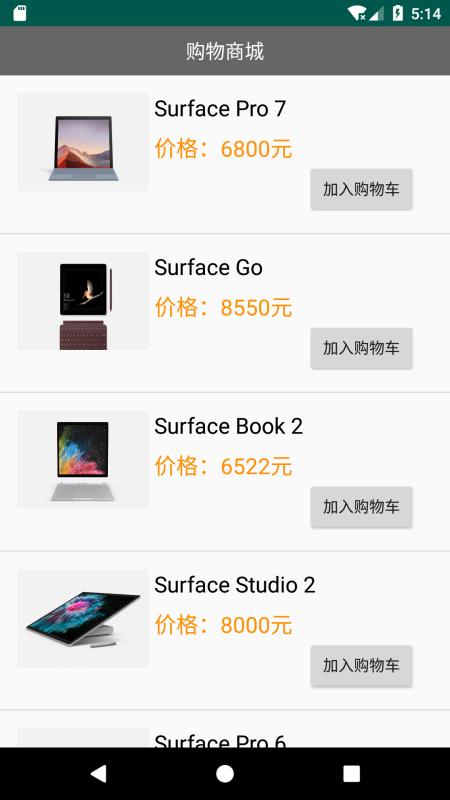 5:14
购物商城
Surface Pro 7
价格：6800元
加入购物车
Surface Go
价格：8550元
加入购物车
Surface Book 2
价格：6522元
加入购物车
Surface Studio 2
价格：8000元
加入购物车
Surface Pro 6